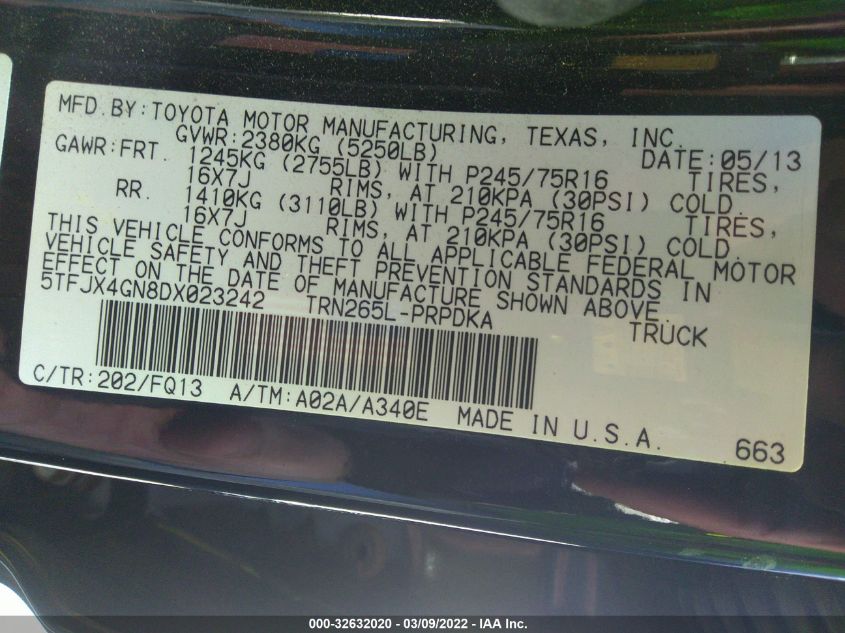 MFD. BY: TOYOTA MOTOR MANUFACTURING, TEXAS, INC.
GVWR: 2380KG (5250LB) DATE: 05/13
GAWR: FRT. 1245KG (2755LB) WITH P245/75R16 TIRES,
16X7J RIMS, AT 210KPA (30PSI) COLD.
RR. 1410KG (3110LB) WITH P245/75R16 TIRES,
16X7J RIMS, AT 210KPA (30PSI) COLD.
THIS VEHICLE CONFORMS TO ALL APPLICABLE FEDERAL MOTOR
VEHICLE SAFETY AND THEFT PREVENTION STANDARDS IN
EFFECT ON THE DATE OF MANUFACTURE SHOWN ABOVE.
5TFJX4GN8DX023242 TRN265L-PRPDKA TRUCK
C/TR: 202/FQ13 A/TM: A02A/A340E MADE IN U.S.A.
663
000-32632020 - 03/09/2022 - IAA Inc.